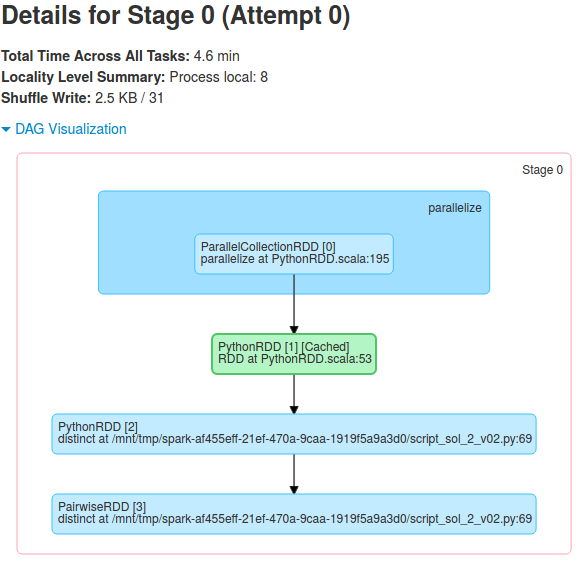 Details for Stage 0 (Attempt 0)
Total Time Across All Tasks: 4.6 min
Locality Level Summary: Process local: 8
Shuffle Write: 2.5 KB / 31
DAG Visualization
Stage 0
parallelize
ParallelCollectionRDD [0]
parallelize at PythonRDD.scala:195
PythonRDD [1] [Cached]
RDD at PythonRDD.scala:53
PythonRDD [2]
distinct at /mnt/tmp/spark-af455eff-21ef-470a-9caa-1919f5a9a3d0/script_sol_2_v02.py:69
PairwiseRDD [3]
distinct at /mnt/tmp/spark-af455eff-21ef-470a-9caa-1919f5a9a3d0/script_sol_2_v02.py:69